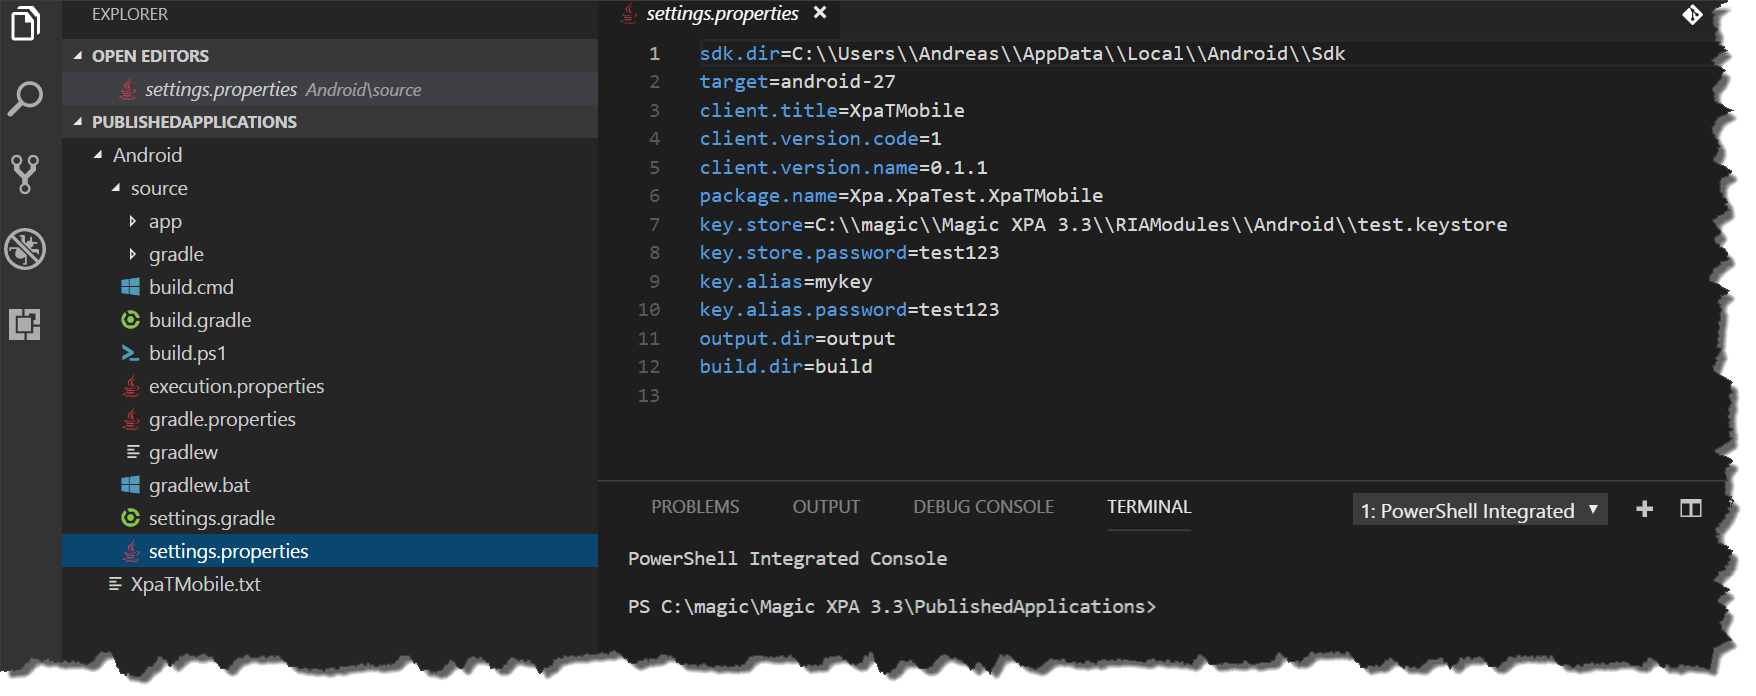 EXPLORER
OPEN EDITORS
settings.properties Android\source
PUBLISHEDAPPLICATIONS
Android
source
app
gradle
build.cmd
build.gradle
build.ps1
execution.properties
gradle.properties
gradlew
gradlew.bat
settings.gradle
settings.properties
XpaTMobile.txt
settings.properties
1 sdk.dir=C:\\Users\\Andreas\\AppData\\Local\\Android\\Sdk
2 target=android-27
3 client.title=XpaTMobile
4 client.version.code=1
5 client.version.name=0.1.1
6 package.name=Xpa.XpaTest.XpaTMobile
7 key.store=C:\\magic\\Magic XPA 3.3\\RIAModules\\Android\\test.keystore
8 key.store.password=test123
9 key.alias=mykey
10 key.alias.password=test123
11 output.dir=output
12 build.dir=build
13
PROBLEMS OUTPUT DEBUG CONSOLE TERMINAL 1: PowerShell Integrated
PowerShell Integrated Console
PS C:\magic\Magic XPA 3.3\PublishedApplications>